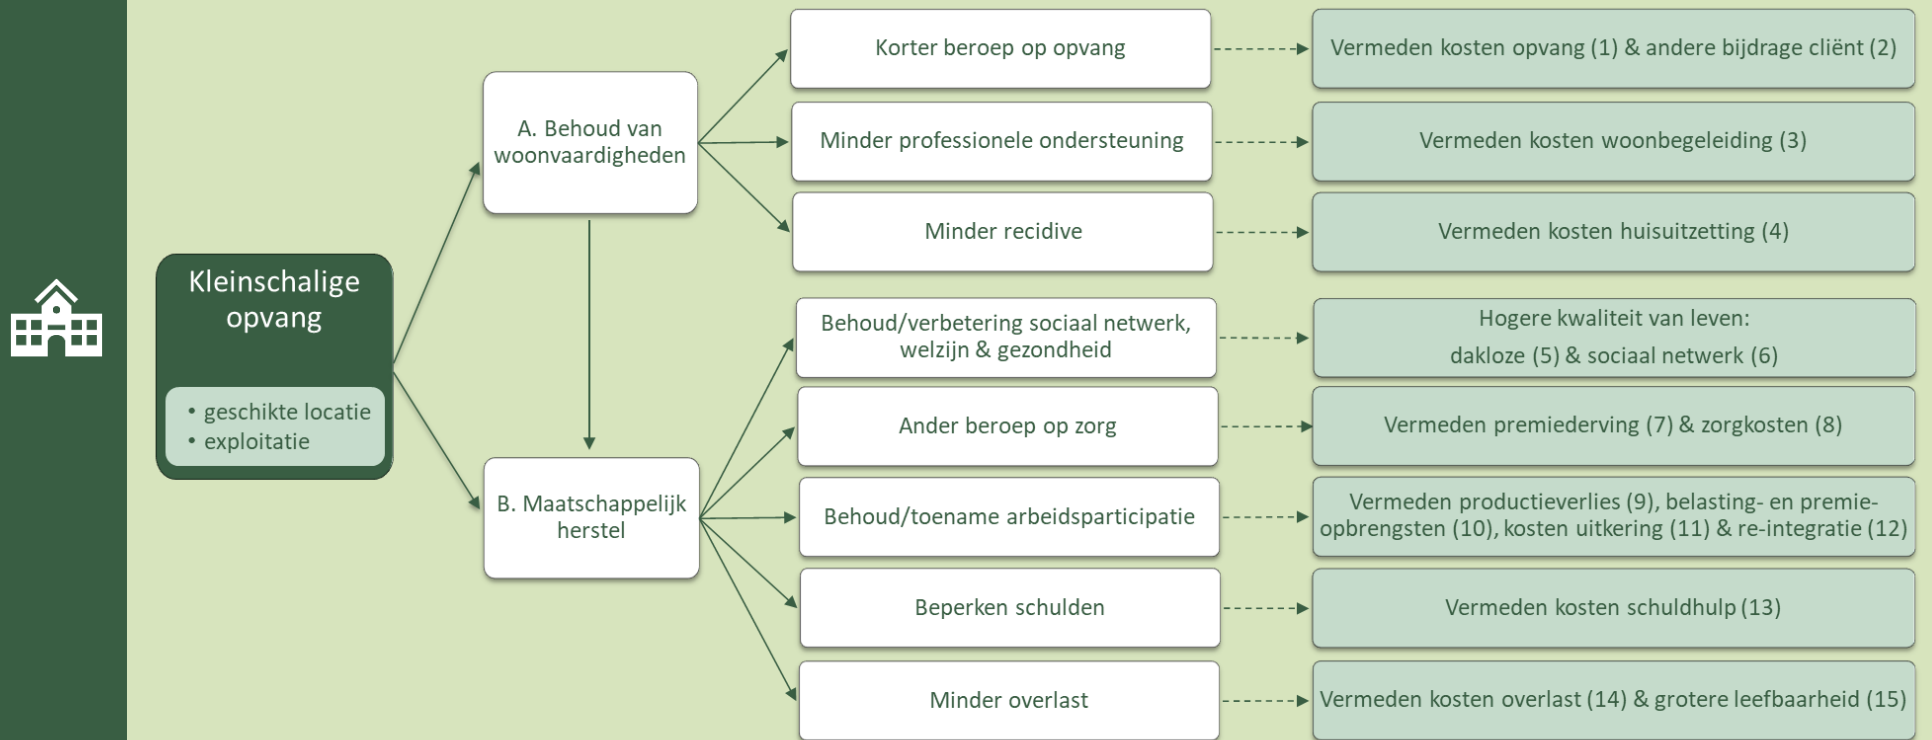 Kleinschalige
opvang
• geschikte locatie
• exploitatie
A. Behoud van
woonvaardigheden
B. Maatschappelijk
herstel
Korter beroep op opvang
Vermeden kosten opvang (1) & andere bijdrage cliënt (2)
Minder professionele ondersteuning
Vermeden kosten woonbegeleiding (3)
Minder recidive
Vermeden kosten huisuitzetting (4)
Behoud/verbetering sociaal netwerk,
welzijn & gezondheid
Hogere kwaliteit van leven:
dakloze (5) & sociaal netwerk (6)
Ander beroep op zorg
Vermeden premiederving (7) & zorgkosten (8)
Behoud/toename arbeidsparticipatie
Vermeden productieverlies (9), belasting- en premie-
opbrengsten (10), kosten uitkering (11) & re-integratie (12)
Beperken schulden
Vermeden kosten schuldhulp (13)
Minder overlast
Vermeden kosten overlast (14) & grotere leefbaarheid (15)